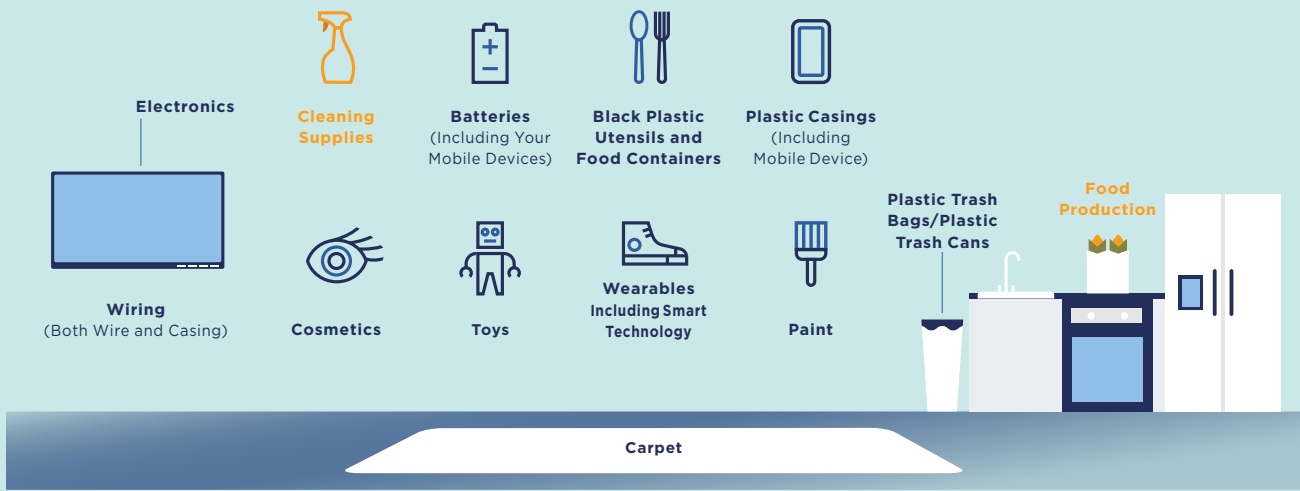 Electronics
Cleaning
Supplies
Batteries
(Including Your
Mobile Devices)
Black Plastic
Utensils and
Food Containers
Plastic Casings
(Including
Mobile Device)
Plastic Trash
Bags/Plastic
Trash Cans
Food
Production
Wiring
(Both Wire and Casing)
Cosmetics
Toys
Wearables
Including Smart
Technology
Paint
Carpet